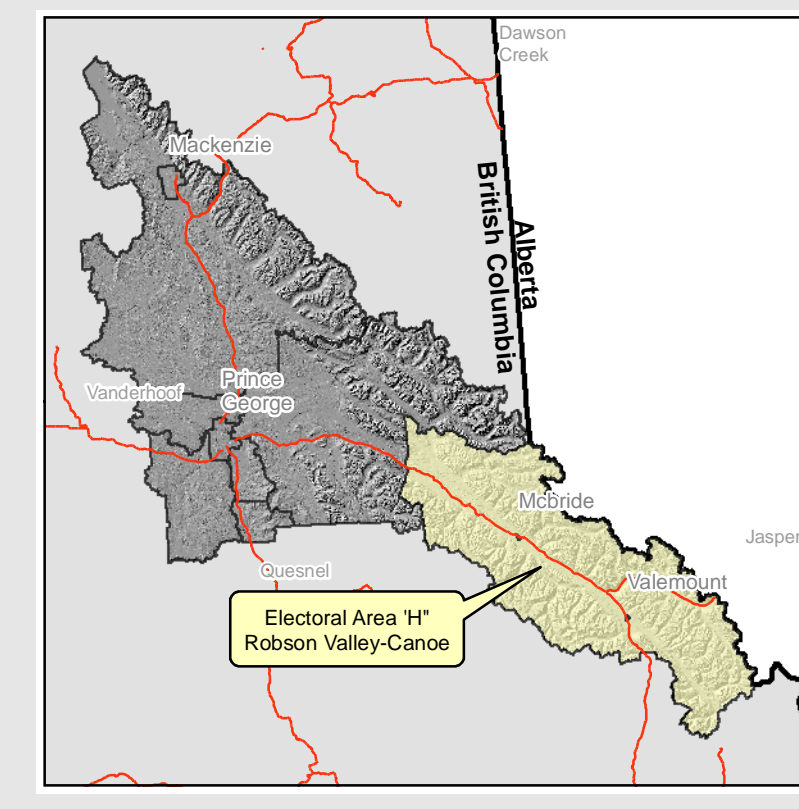 Dawson
Creek
Mackenzie
Alberta
British Columbia
Prince
George
Vanderhoof
Mcbride
Jasper
Quesnel
Valemount
Electoral Area 'H"
Robson Valley-Canoe